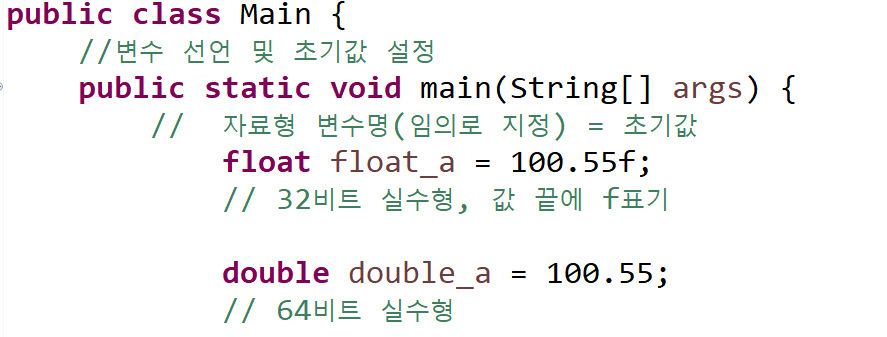 public class Main {
//변수 선언 및 초기값 설정
public static void main(String[] args) {
// 자료형 변수명(임의로 지정) = 초기값
float float_a = 100.55f;
// 32비트 실수형, 값 끝에 f표기
double double_a = 100.55;
// 64비트 실수형